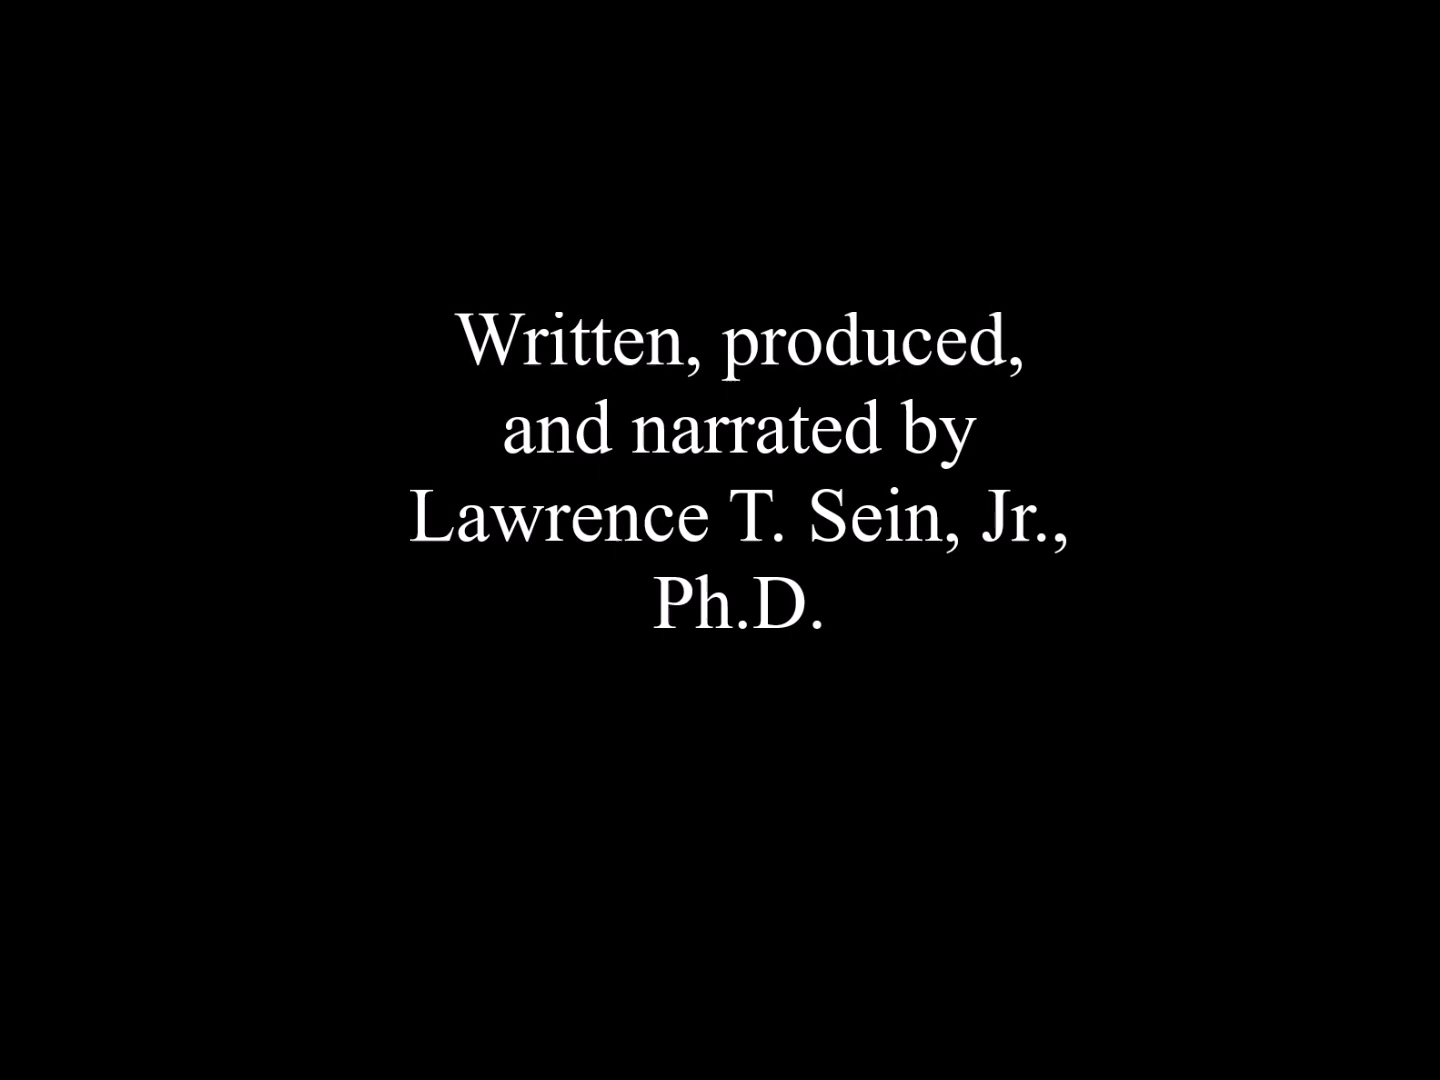 Written, produced,
and narrated by
Lawrence T. Sein, Jr.,
Ph.D.